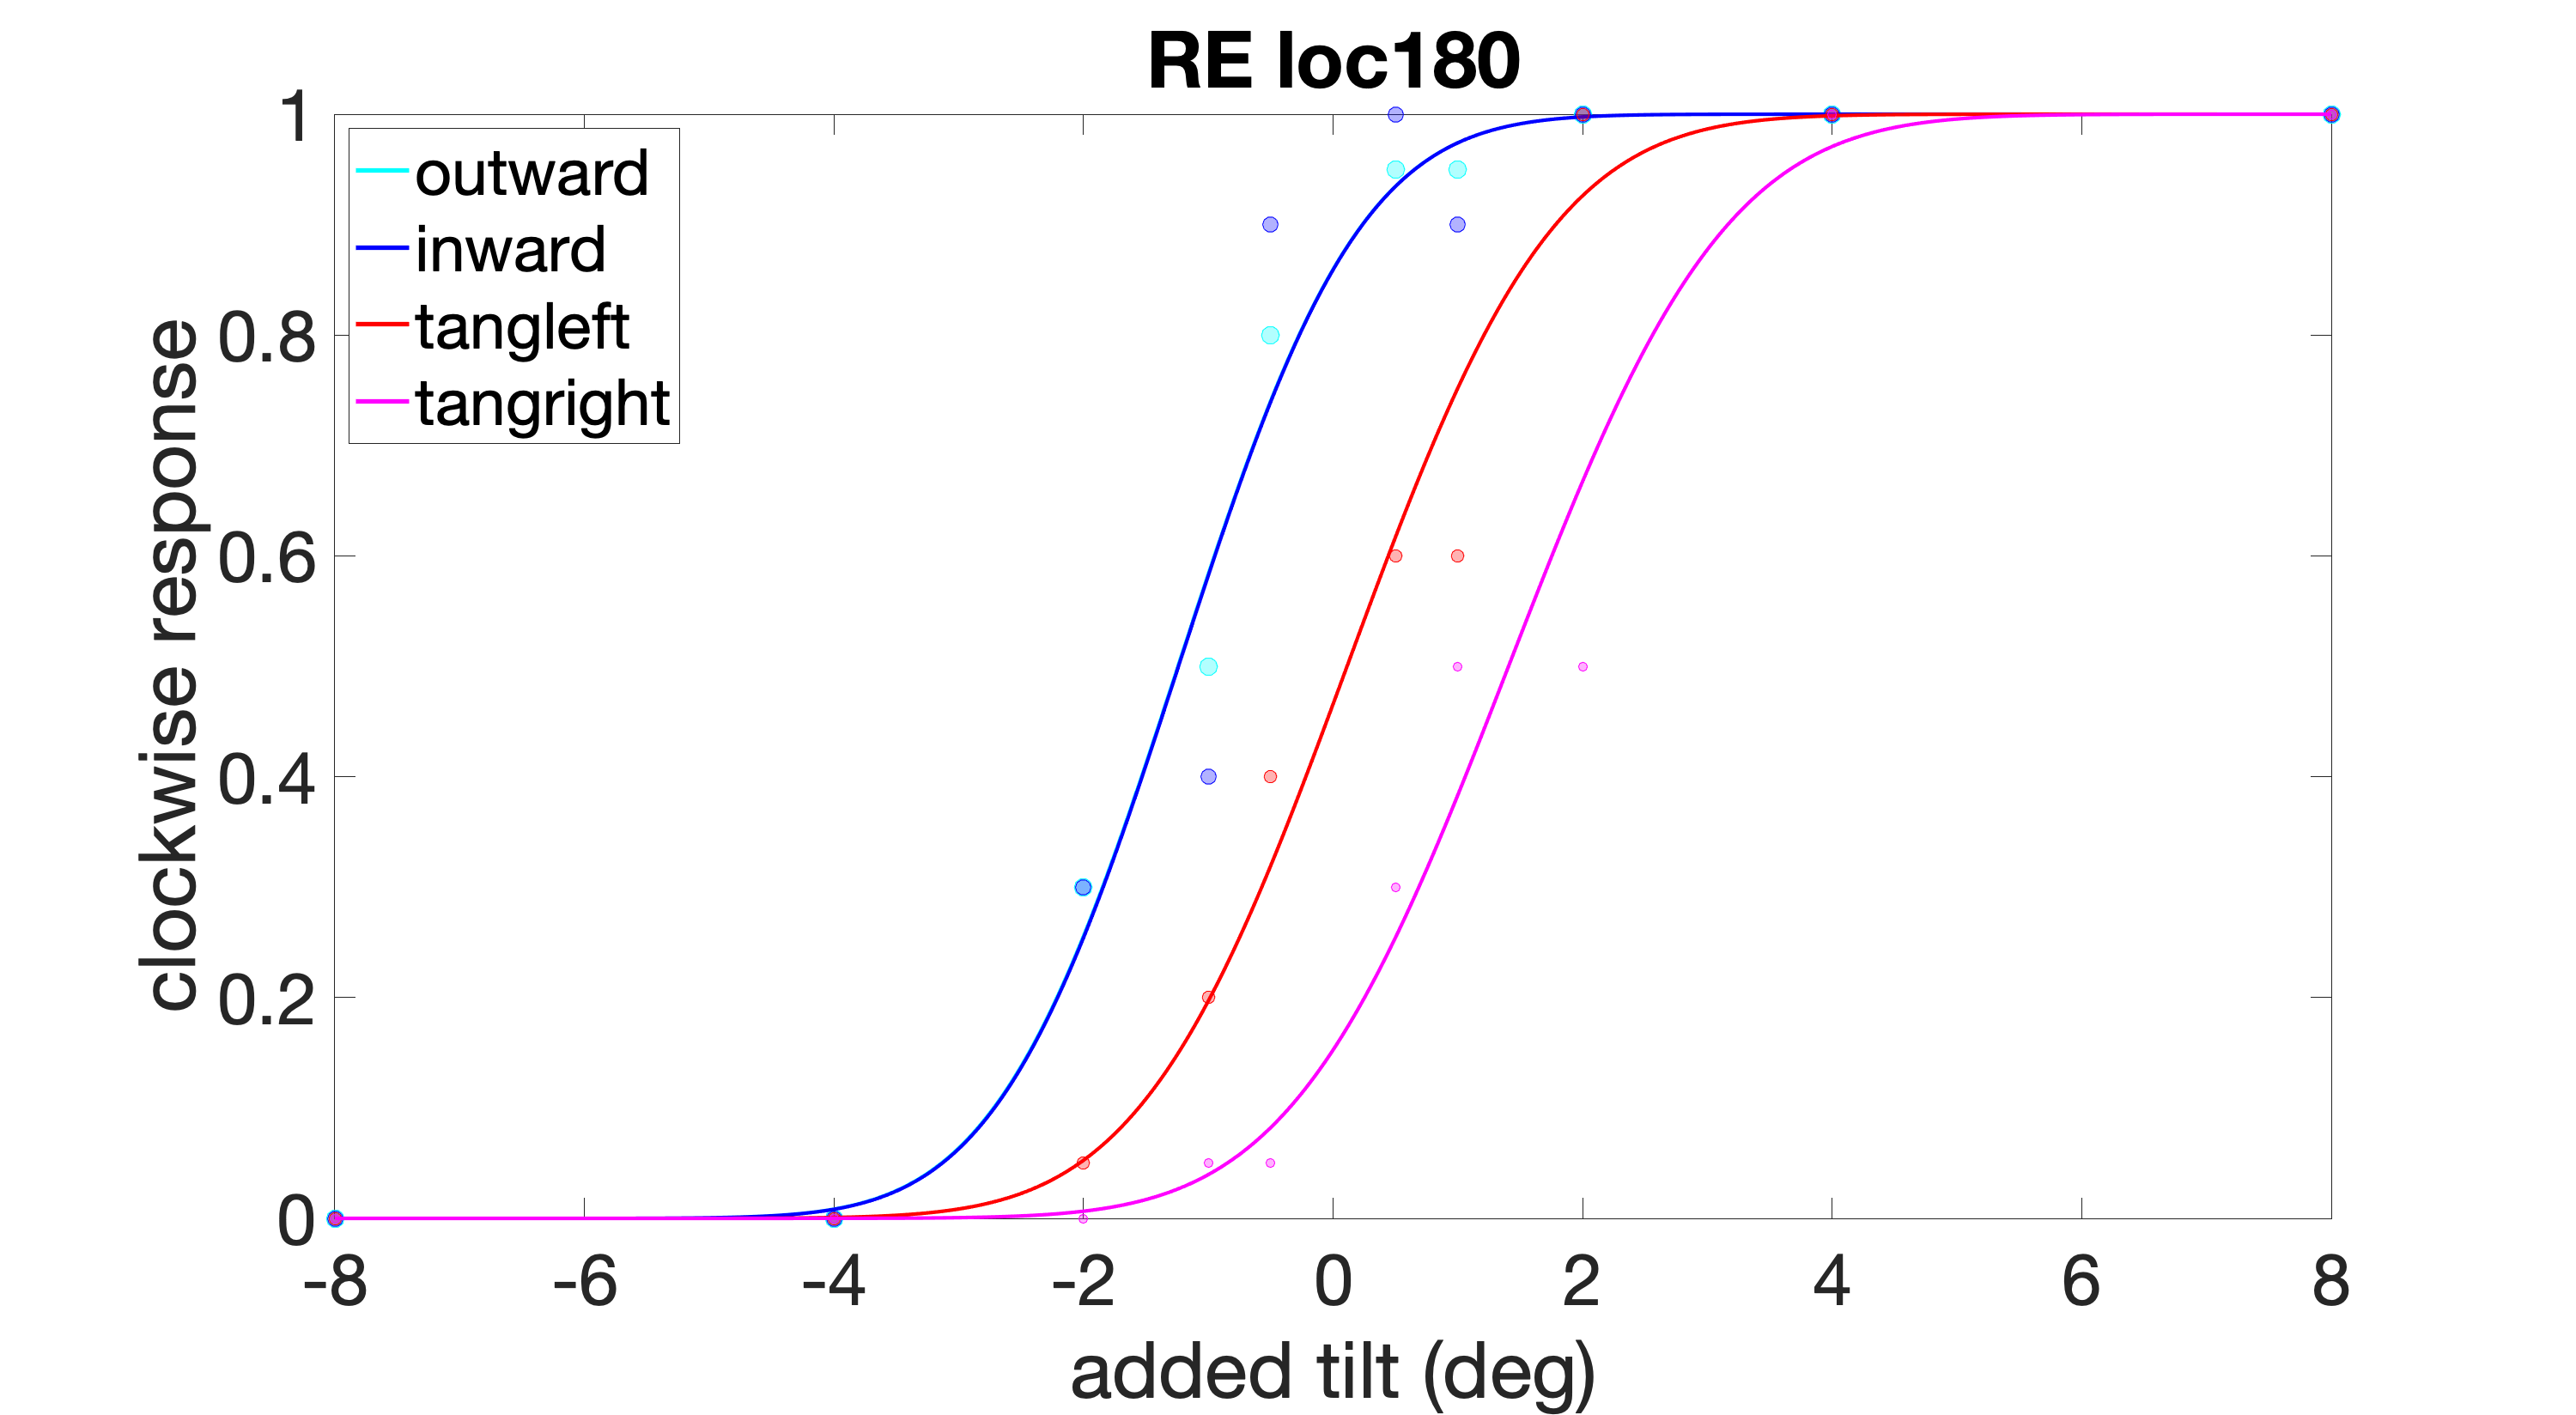 RE loc180
1
0.8
0.6
0.4
0.2
0
clockwise response
outward
inward
tangleft
tangright
-8 -6 -4 -2 0 2 4 6 8
added tilt (deg)